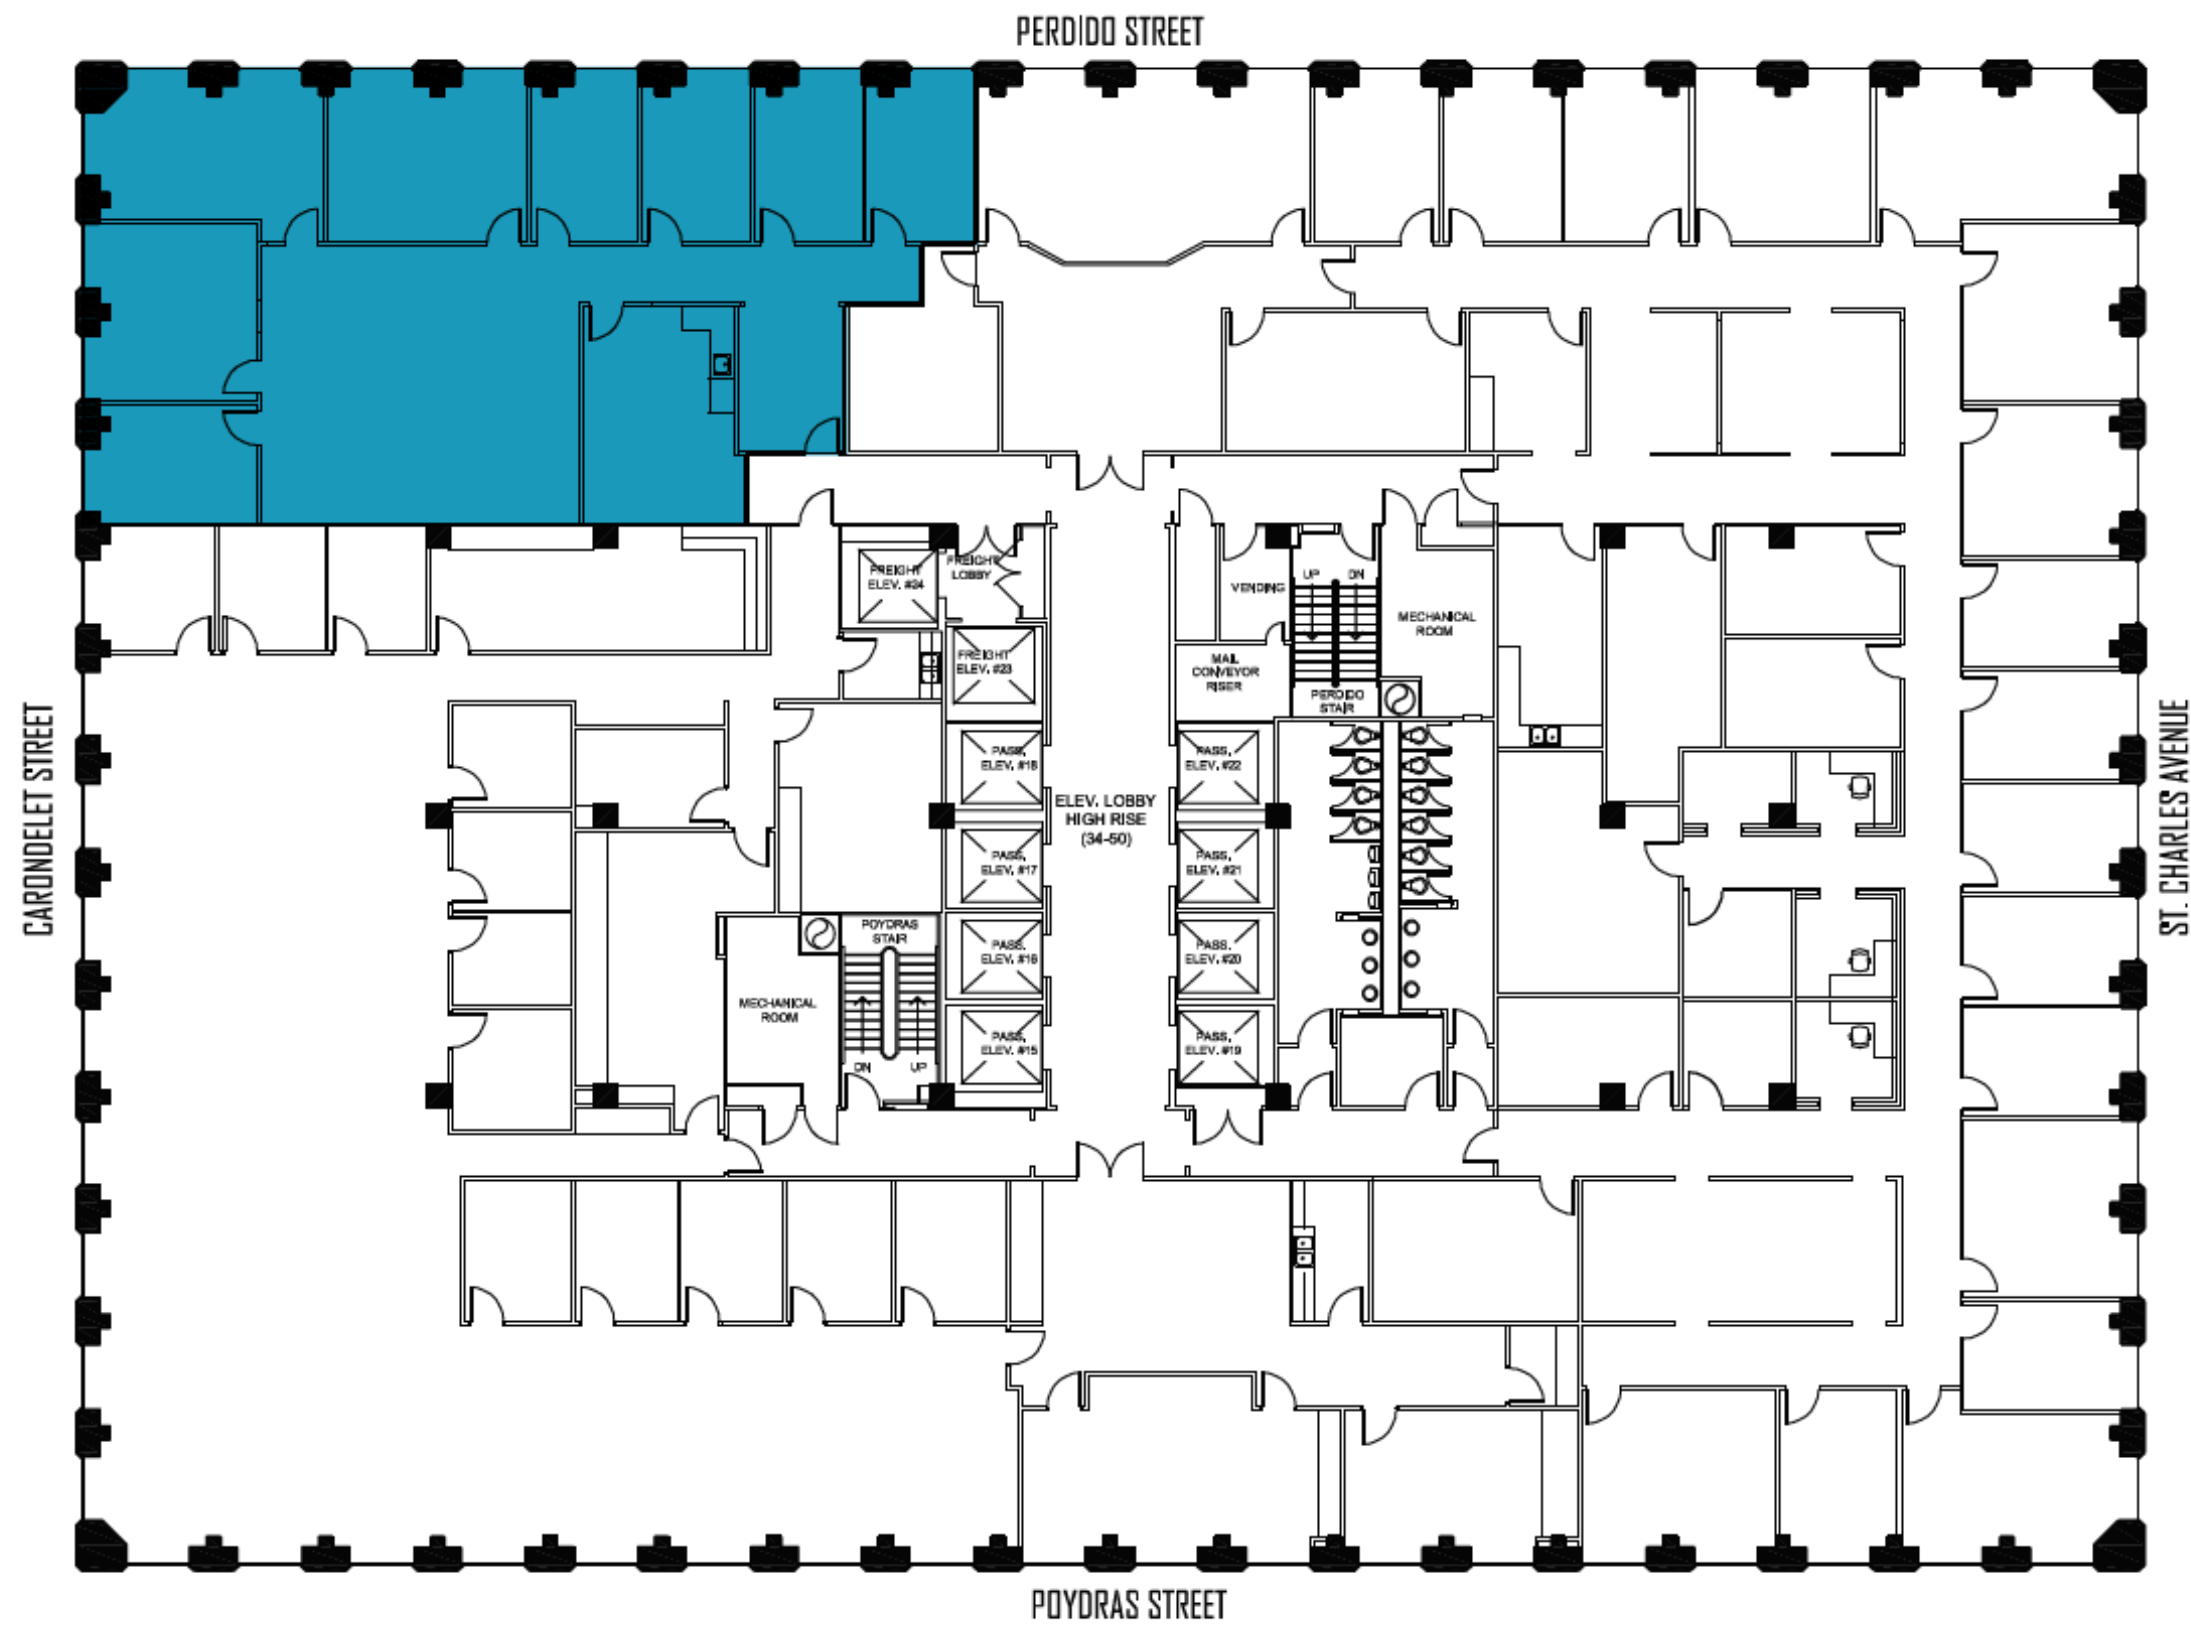 PERDIDO STREET
FREIGHT
ELEV. #24
FREIGHT
LOBBY
UP
DN
VENDING
MECHANICAL
ROOM
FREIGHT
ELEV. #23
MAIL
CONVEYOR
RISER
PERDIDO
STAIR
CARONDELET STREET
ST. CHARLES AVENUE
PASS.
ELEV. #18
PASS.
ELEV. #22
ELEV. LOBBY
HIGH RISE
(34-50)
PASS.
ELEV. #17
PASS.
ELEV. #21
POYDRAS
STAIR
PASS.
ELEV. #16
PASS.
ELEV. #20
MECHANICAL
ROOM
PASS.
ELEV. #15
PASS.
ELEV. #19
DN
UP
POYDRAS STREET